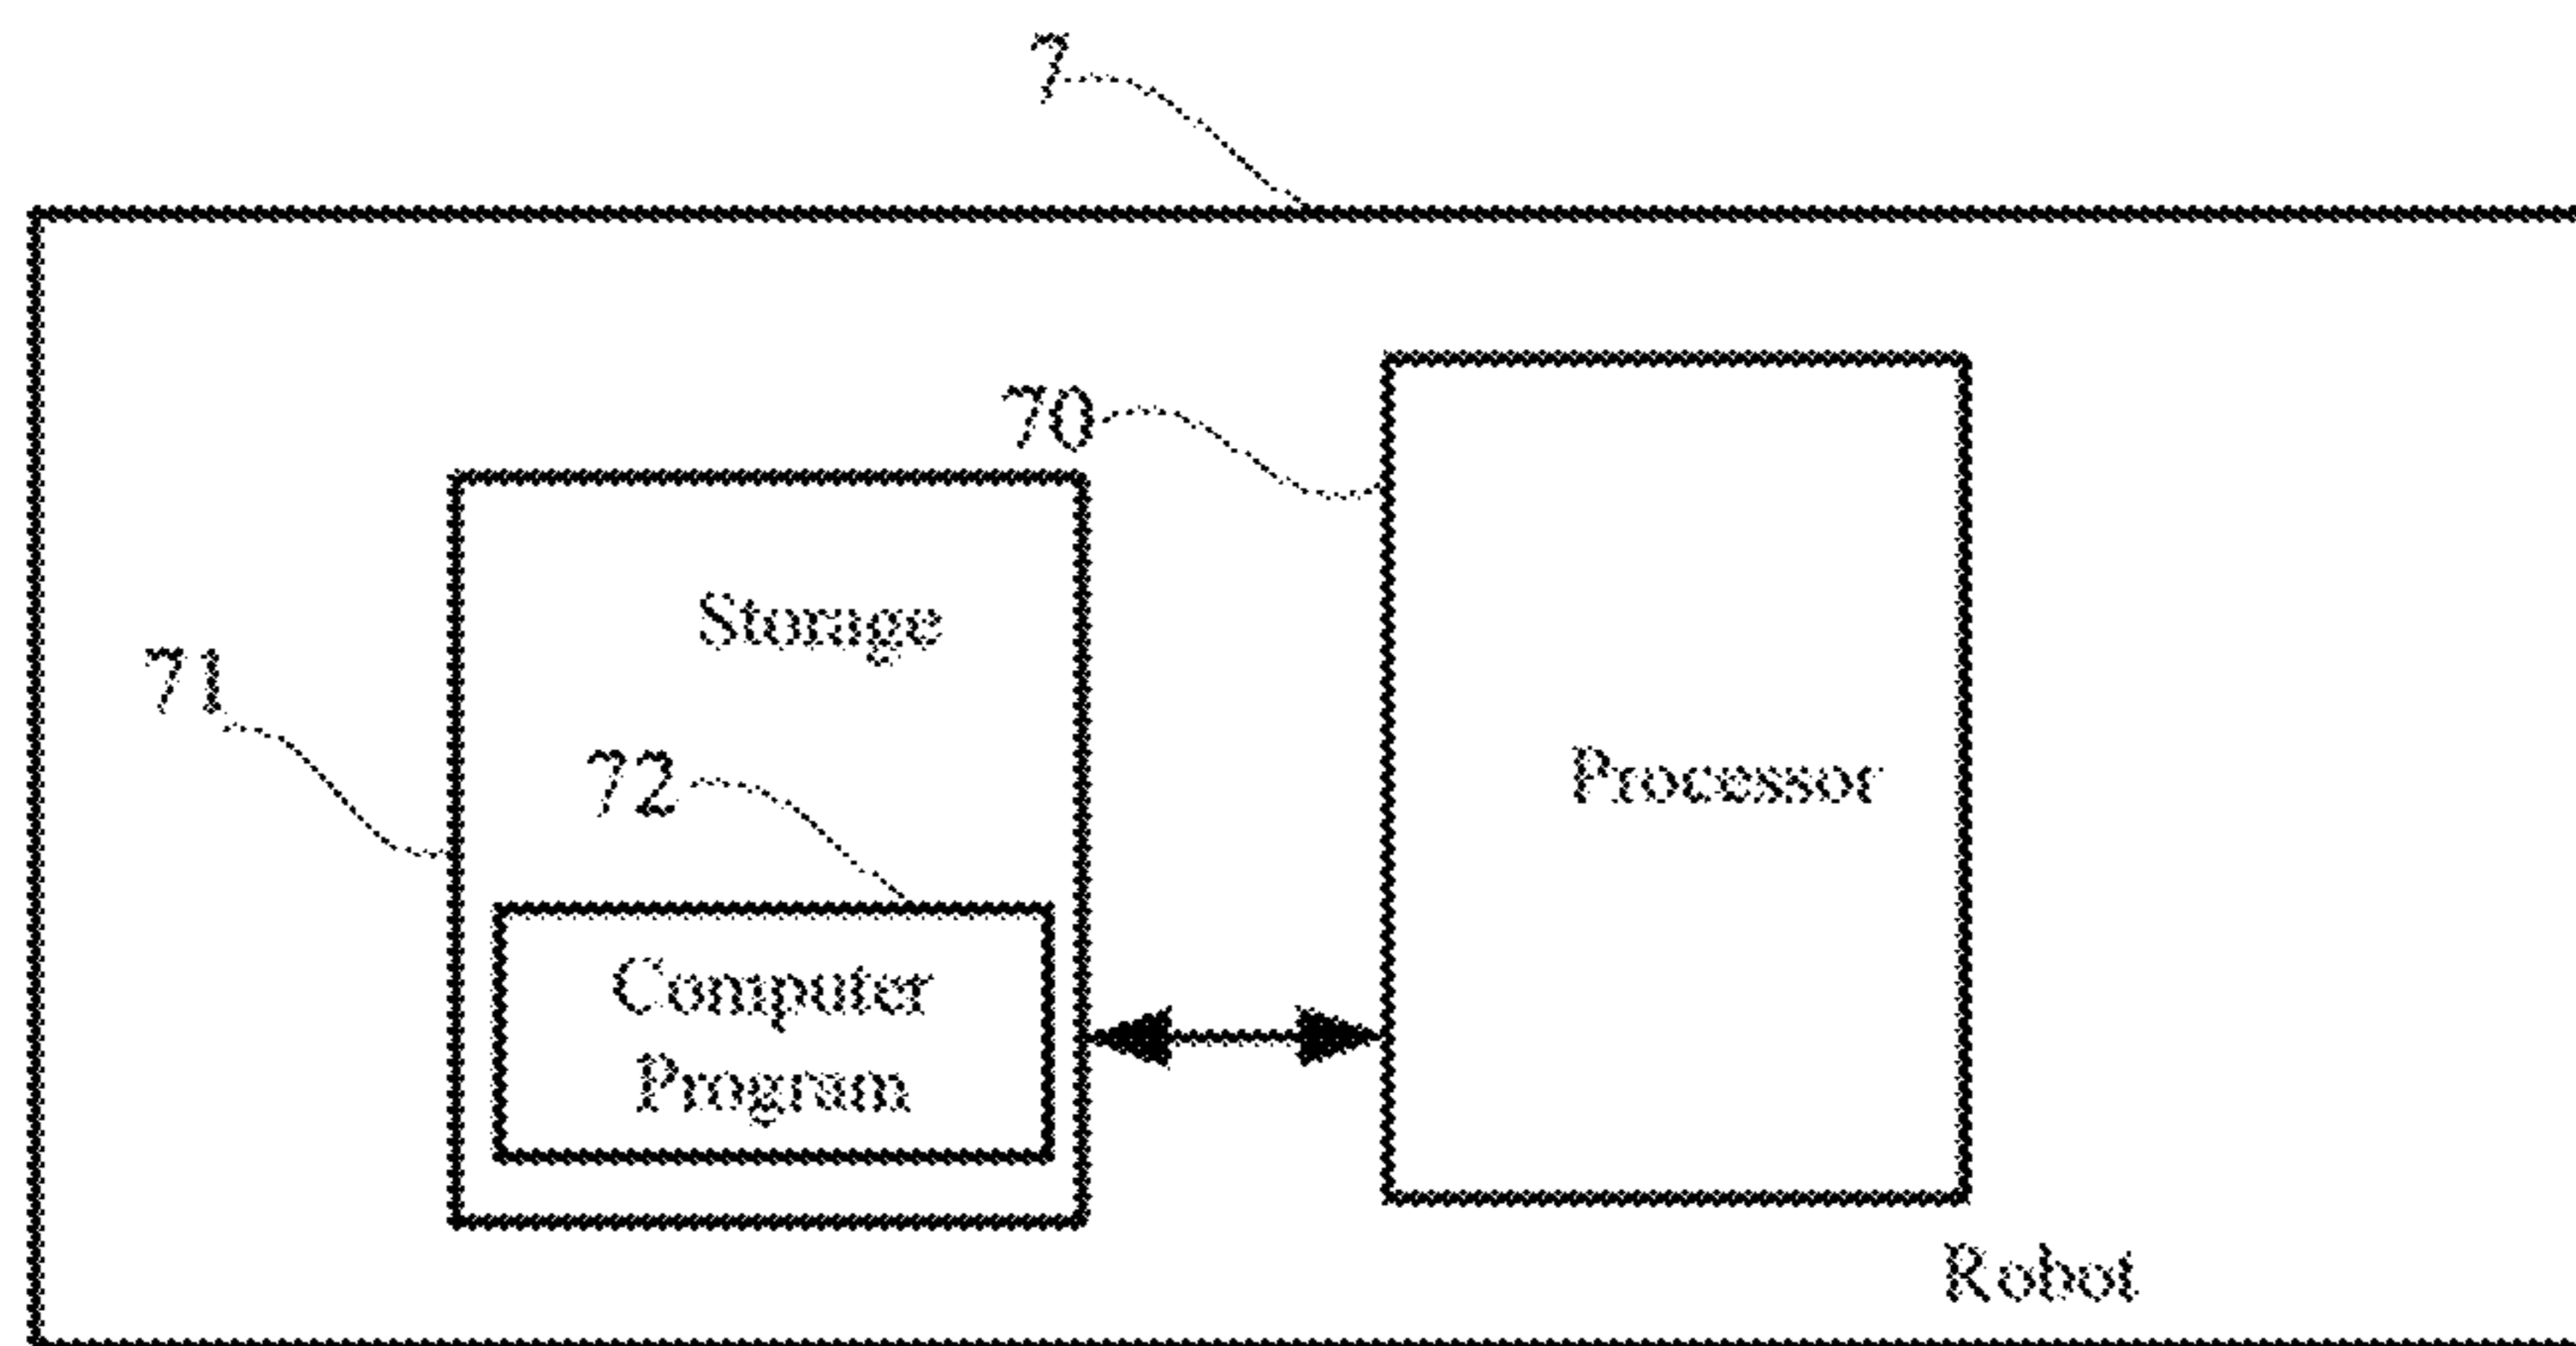 7
70
Storage
71
72
Processor
Computer
Program
Robot